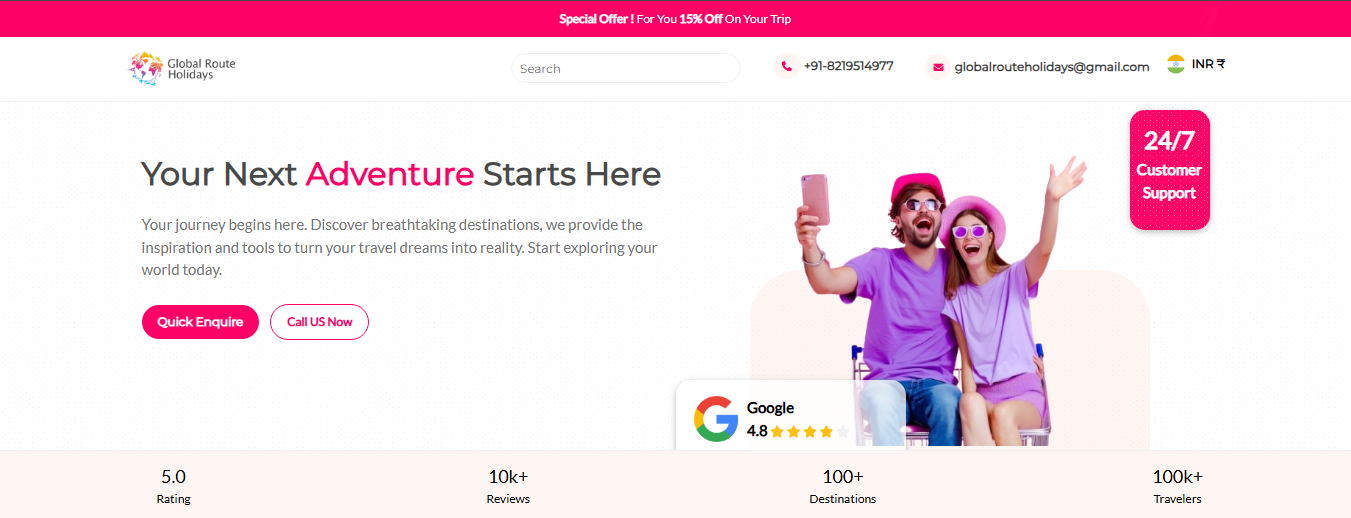 Special Offer ! For You 15% Off On Your Trip
Global Route
Holidays
Search
+91-8219514977
globalrouteholidays@gmail.com
INR ₹
24/7
Customer
Support
Your Next Adventure Starts Here
Your journey begins here. Discover breathtaking destinations, we provide the
inspiration and tools to turn your travel dreams into reality. Start exploring your
world today.
Quick Enquire
Call US Now
Google
4.8
5.0
Rating
10k+
Reviews
100+
Destinations
100k+
Travelers